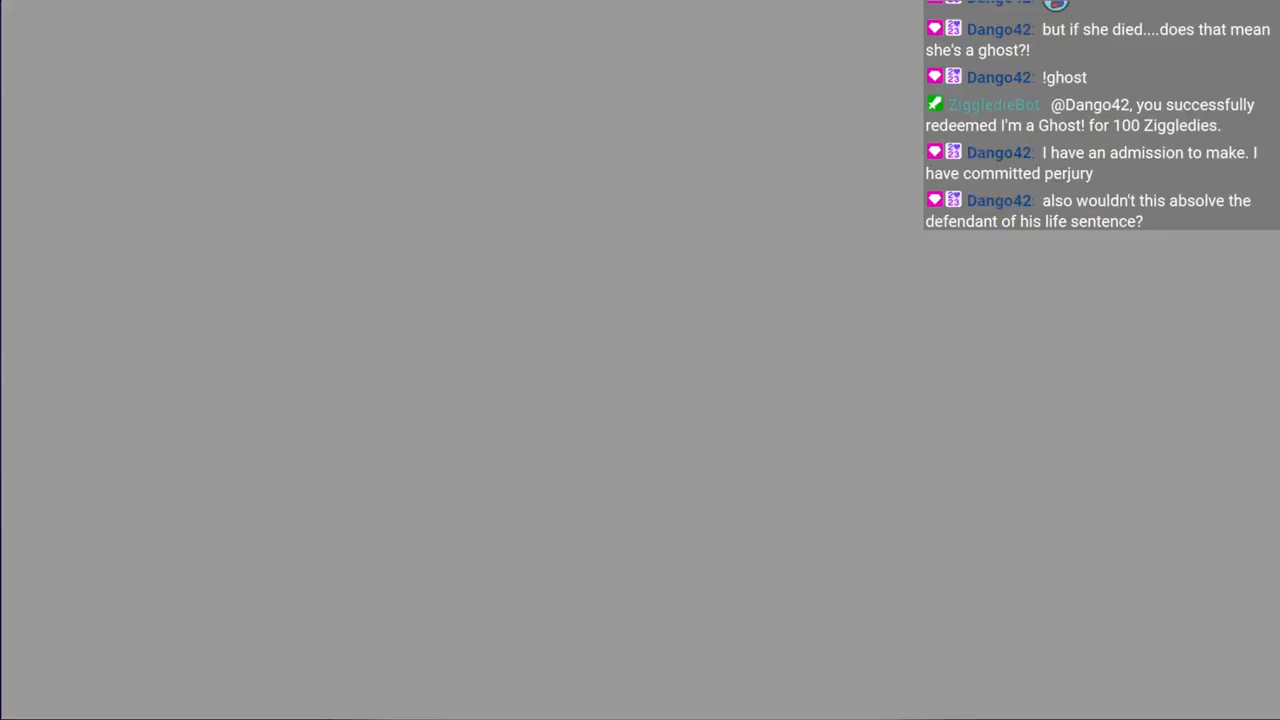 Dango42:
Dango42: but if she died....does that mean
she's a ghost?!
Dango42: !ghost
ZiggledieBot @Dango42, you successfully
redeemed I'm a Ghost! for 100 Ziggledies.
Dango42: I have an admission to make. I
have committed perjury
Dango42: also wouldn't this absolve the
defendant of his life sentence?